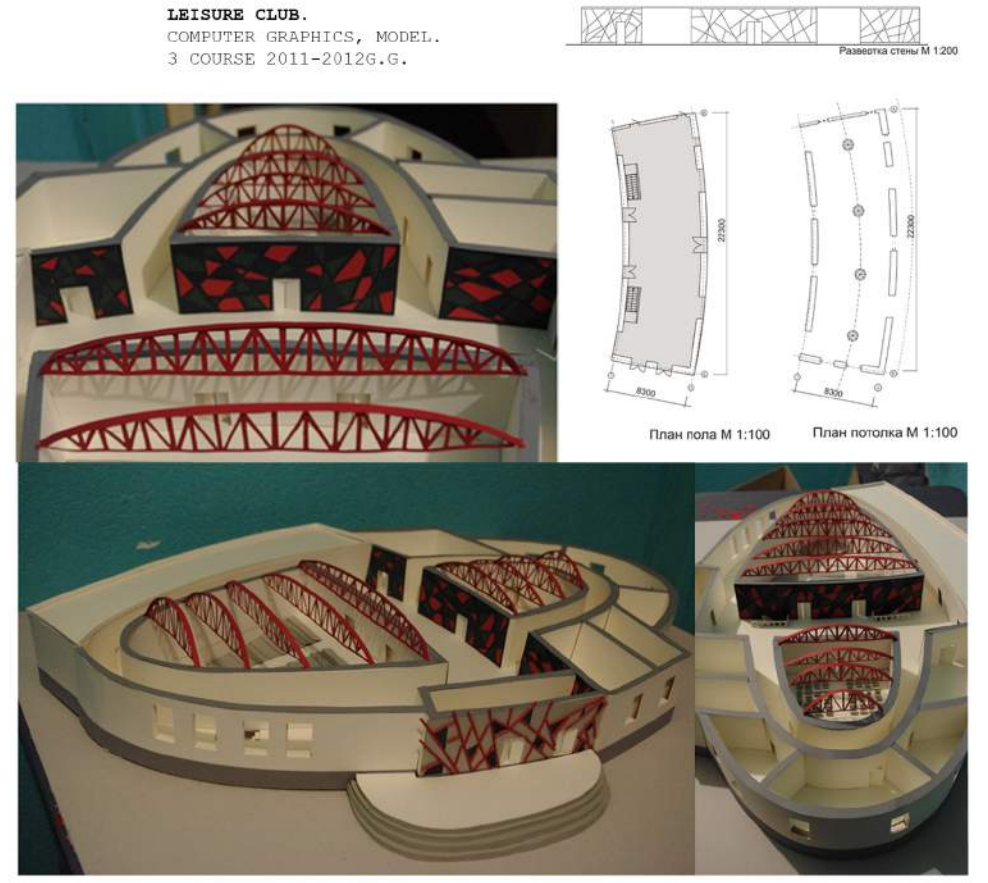 LEISURE CLUB.
COMPUTER GRAPHICS, MODEL.
3 COURSE 2011-2012G.G.
Развертка стены М 1:200
22300
22300
8300
8300
План пола М 1:100
План потолка М 1:100